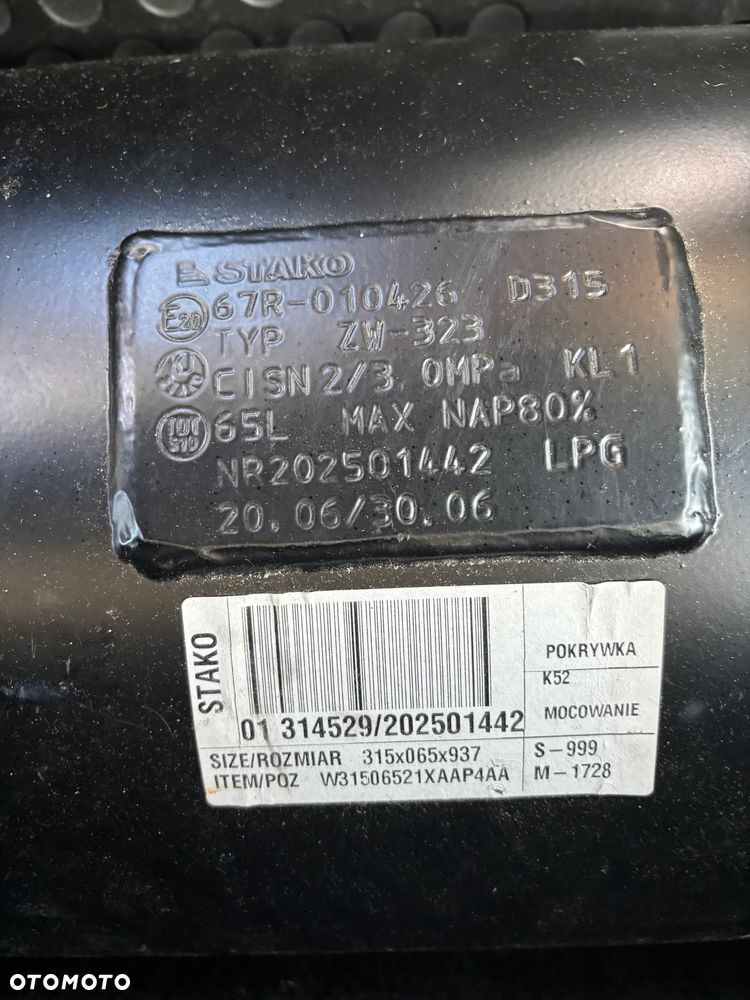 STAKO
E20 67R-010426 D315
TYP ZW-323
CISN 2/3.0MPa KL1
65L MAX NAP80%
NR202501442 LPG
20.06/30.06
STAKO
01 314529/202501442
SIZE/ROZMIAR 315x065x937
ITEM/POZ W31506521XAAP4AA
POKRYWKA
K52
MOCOWANIE
S-999
M-1728
OTOMOTO